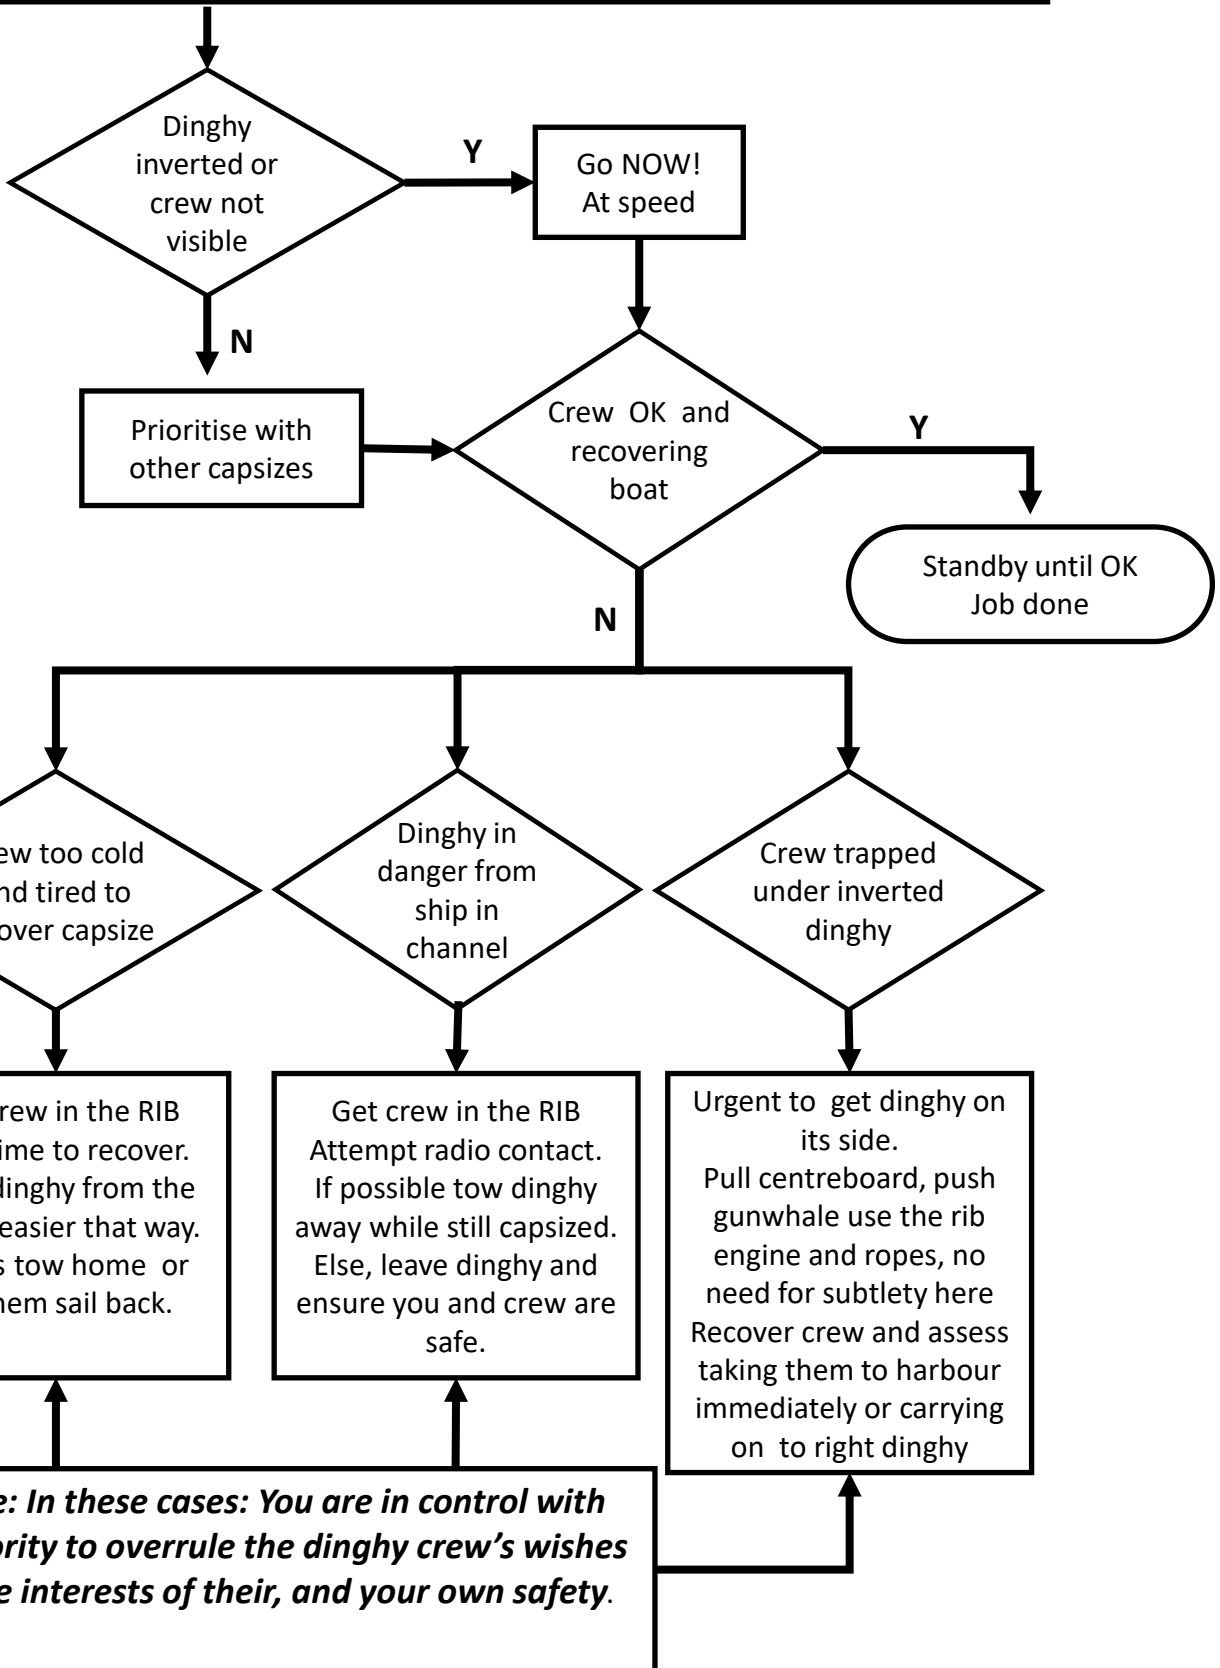 Dinghy
inverted or
crew not
visible
Y
Go NOW!
At speed
N
Prioritise with
other capsizes
Crew OK and
recovering
boat
Y
Standby until OK
Job done
N
ew too cold
nd tired to
over capsize
Dinghy in
danger from
ship in
channel
Crew trapped
under inverted
dinghy
rew in the RIB
ime to recover.
dinghy from the
easier that way.
s tow home or
hem sail back.
Get crew in the RIB
Attempt radio contact.
If possible tow dinghy
away while still capsized.
Else, leave dinghy and
ensure you and crew are
safe.
Urgent to get dinghy on
its side.
Pull centreboard, push
gunwhale use the rib
engine and ropes, no
need for subtlety here
Recover crew and assess
taking them to harbour
immediately or carrying
on to right dinghy
e: In these cases: You are in control with
ority to overrule the dinghy crew's wishes
e interests of their, and your own safety.